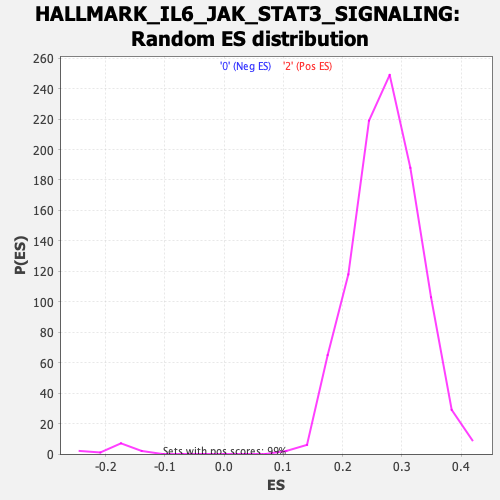 HALLMARK_IL6_JAK_STAT3_SIGNALING:
Random ES distribution
'0' (Neg ES) '2' (Pos ES)
260
240
220
200
180
160
140
120
100
80
60
40
20
0
P(ES)
Sets with pos scores: 99%
-0.2 -0.1 0.0 0.1 0.2 0.3 0.4
ES